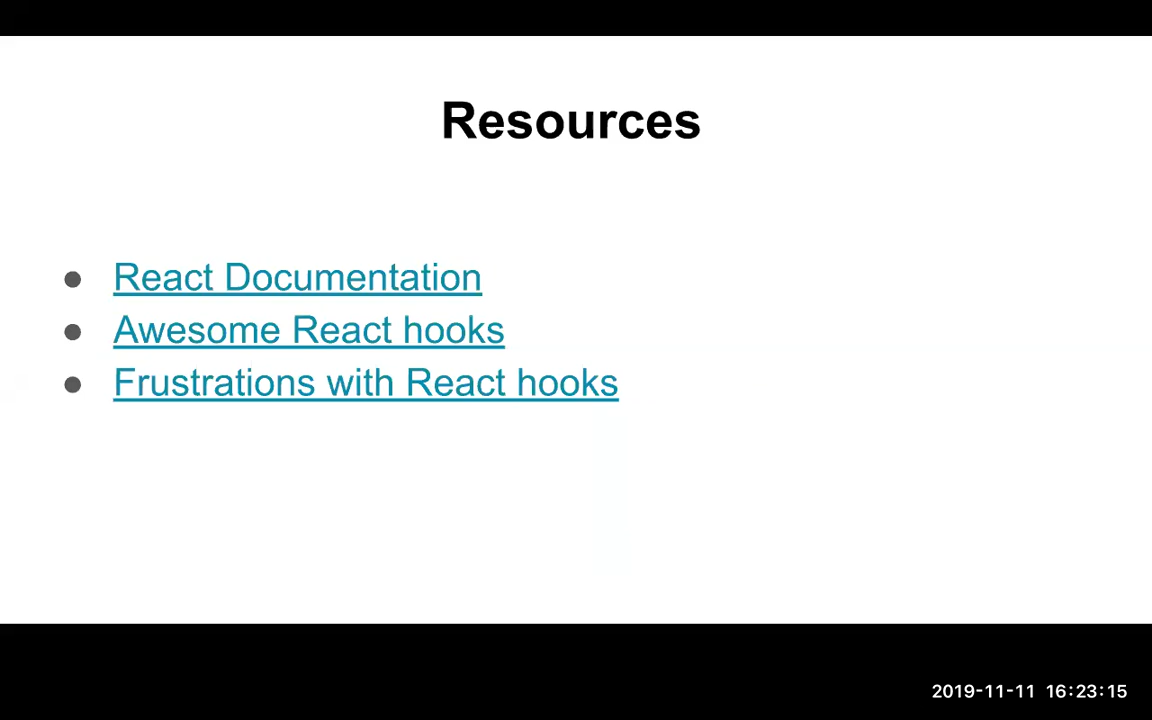 Resources
● React Documentation
● Awesome React hooks
● Frustrations with React hooks
2019-11-11 16:23:15